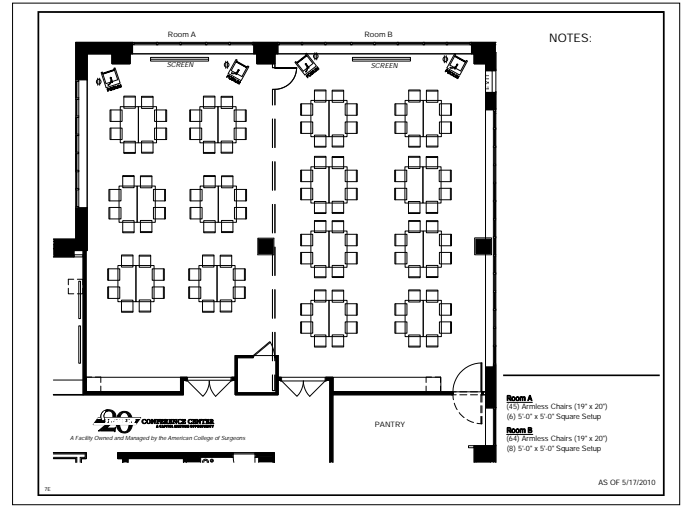 Room A
Room B
NOTES:
SCREEN
SCREEN
Room A
(45) Armless Chairs (19" x 20")
(6) 5'-0" x 5'-0" Square Setup
Room B
(64) Armless Chairs (19" x 20")
(8) 5'-0" x 5'-0" Square Setup
20
CONFERENCE CENTER
A Facility Owned and Managed by the American College of Surgeons
PANTRY
AS OF 5/17/2010
7E